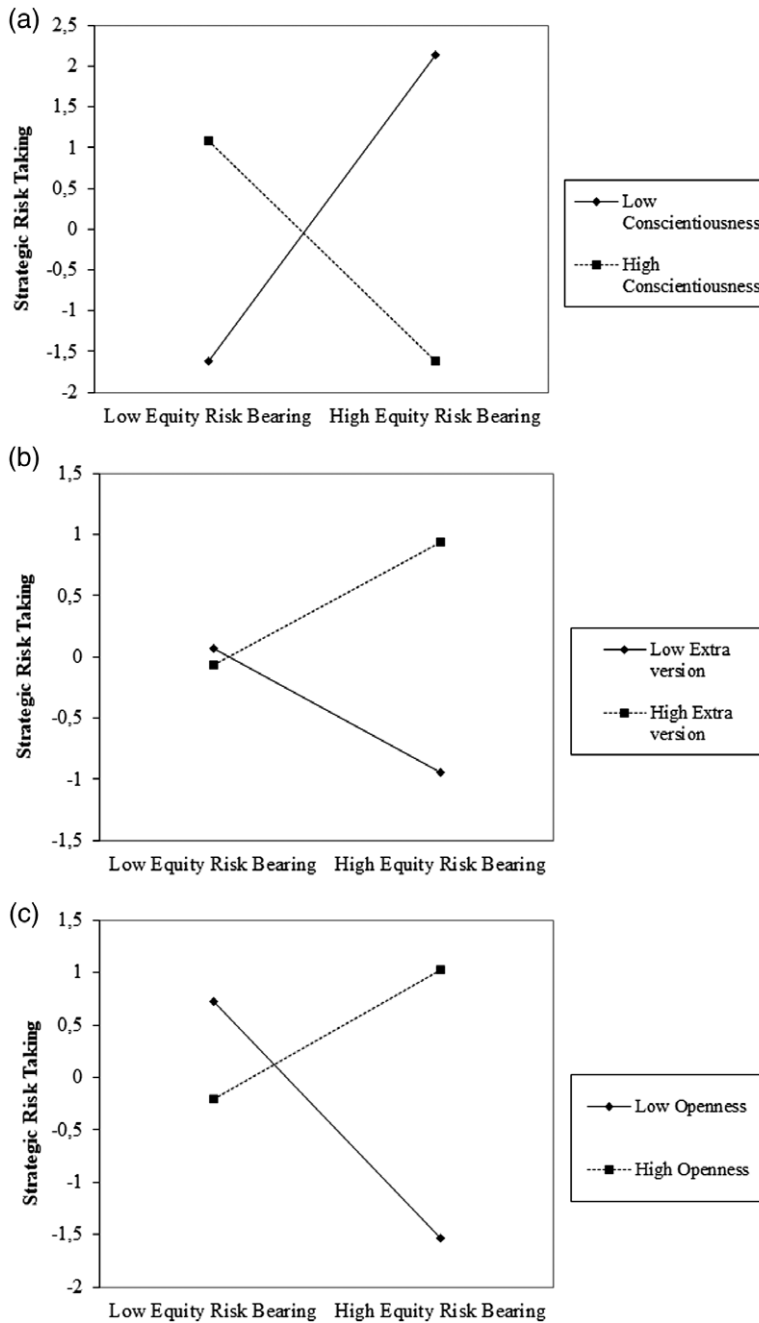 (a)
2,5
2
1,5
1
0,5
0
-0,5
-1
-1,5
-2
Strategic Risk Taking
Low Equity Risk Bearing High Equity Risk Bearing
Low
Conscientiousness
High
Conscientiousness
(b)
1,5
1
0,5
0
-0,5
-1
-1,5
Strategic Risk Taking
Low Equity Risk Bearing High Equity Risk Bearing
Low Extra
version
High Extra
version
(c)
1,5
1
0,5
0
-0,5
-1
-1,5
-2
Strategic Risk Taking
Low Equity Risk Bearing High Equity Risk Bearing
Low Openness
High Openness